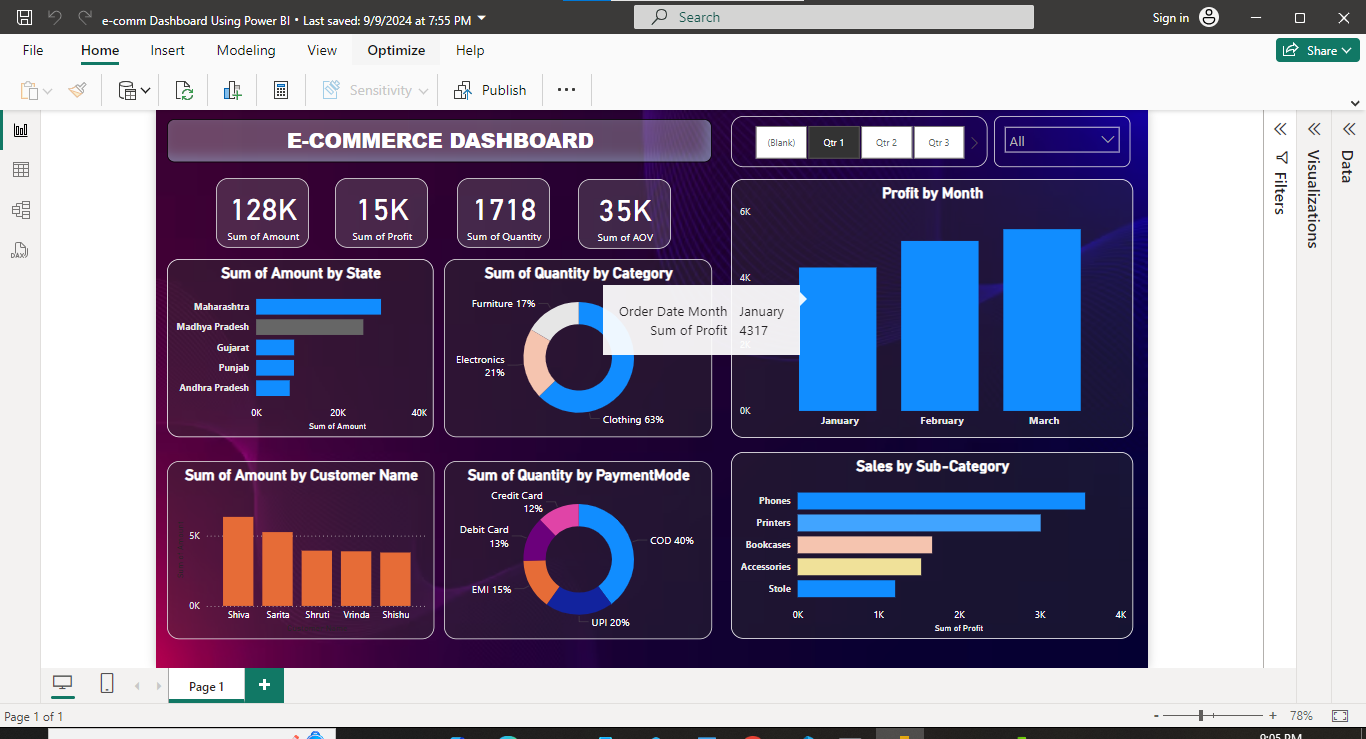 e-comm Dashboard Using Power BI • Last saved: 9/9/2024 at 7:55 PM
Search
Sign in
File Home Insert Modeling View Optimize Help
Share
Sensitivity
Publish
E-COMMERCE DASHBOARD
(Blank) Qtr 1 Qtr 2 Qtr 3
All
128K
Sum of Amount
15K
Sum of Profit
1718
Sum of Quantity
35K
Sum of AOV
Sum of Amount by State
Maharashtra
Madhya Pradesh
Gujarat
Punjab
Andhra Pradesh
0K 20K 40K
Sum of Amount
Sum of Quantity by Category
Furniture 17%
Electronics
21%
Clothing 63%
Profit by Month
6K
4K
2K
0K
January February March
Order Date Month January
Sum of Profit 4317
Sum of Amount by Customer Name
5K
0K
Shiva Sarita Shruti Vrinda Shishu
Sum of Quantity by PaymentMode
Credit Card
12%
Debit Card
13%
EMI 15%
UPI 20%
COD 40%
Sales by Sub-Category
Phones
Printers
Bookcases
Accessories
Stole
0K 1K 2K 3K 4K
Sum of Profit
Filters
Visualizations
Data
DAX
Page 1
Page 1 of 1
78%
9:05 PM